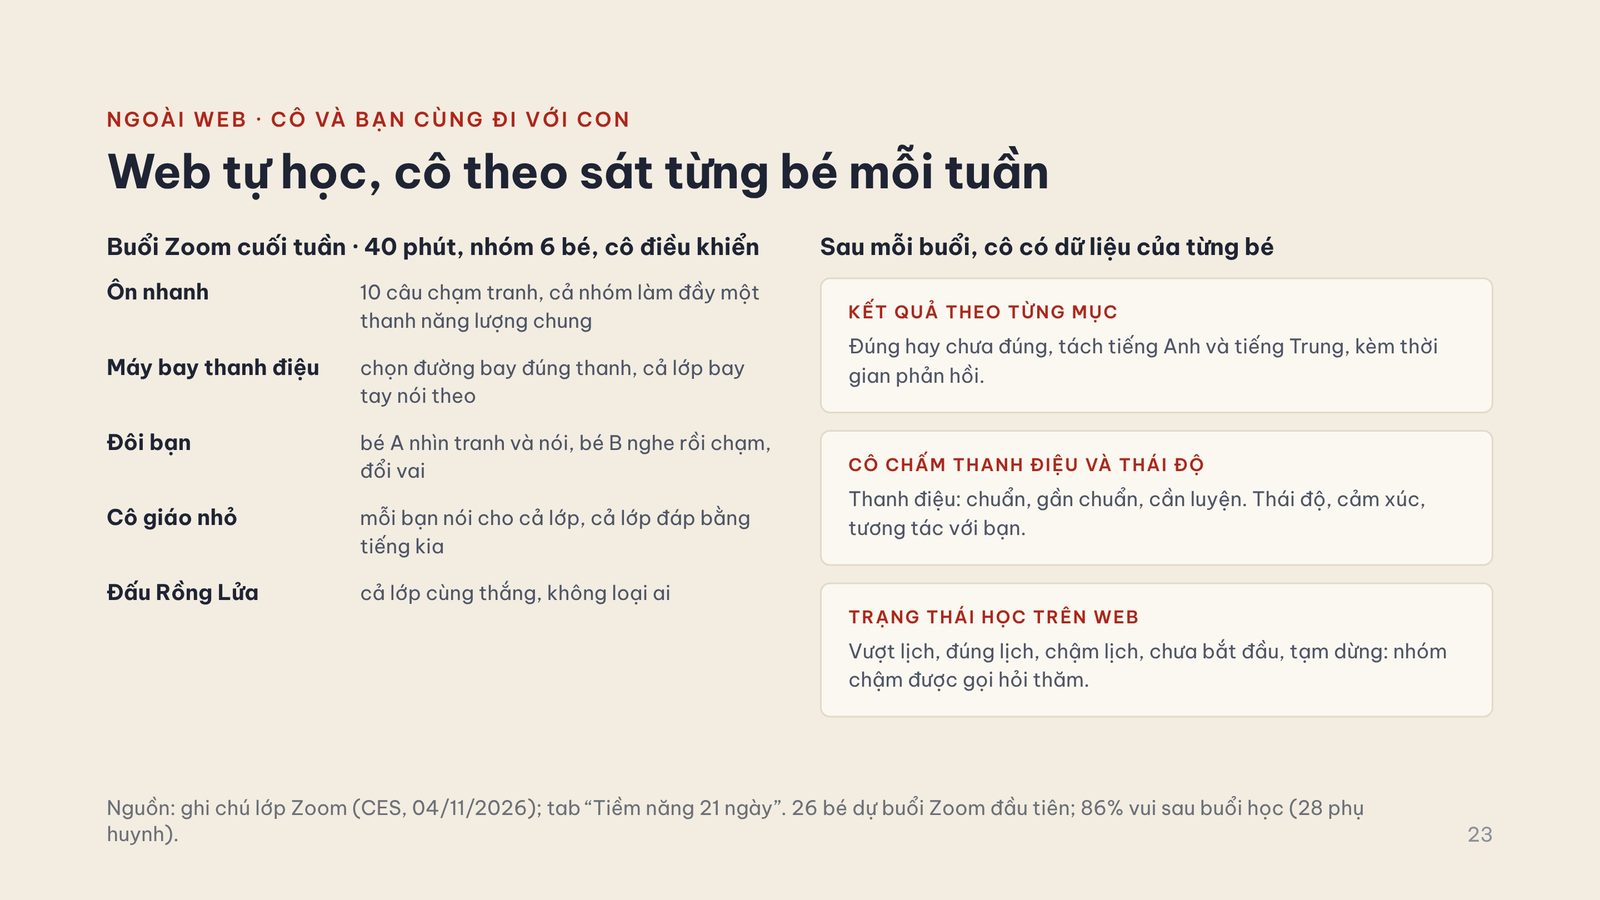 NGOÀI WEB · CÔ VÀ BẠN CÙNG ĐI VỚI CON
Web tự học, cô theo sát từng bé mỗi tuần
Buổi Zoom cuối tuần · 40 phút, nhóm 6 bé, cô điều khiển
Ôn nhanh
10 câu chạm tranh, cả nhóm làm đầy một
thanh năng lượng chung
Máy bay thanh điệu
chọn đường bay đúng thanh, cả lớp bay
tay nói theo
Đôi bạn
bé A nhìn tranh và nói, bé B nghe rồi chạm,
đổi vai
Cô giáo nhỏ
mỗi bạn nói cho cả lớp, cả lớp đáp bằng
tiếng kia
Đấu Rồng Lửa
cả lớp cùng thắng, không loại ai
Sau mỗi buổi, cô có dữ liệu của từng bé
KẾT QUẢ THEO TỪNG MỤC
Đúng hay chưa đúng, tách tiếng Anh và tiếng Trung, kèm thời
gian phản hồi.
CÔ CHẤM THANH ĐIỆU VÀ THÁI ĐỘ
Thanh điệu: chuẩn, gần chuẩn, cần luyện. Thái độ, cảm xúc,
tương tác với bạn.
TRẠNG THÁI HỌC TRÊN WEB
Vượt lịch, đúng lịch, chậm lịch, chưa bắt đầu, tạm dừng: nhóm
chậm được gọi hỏi thăm.
Nguồn: ghi chú lớp Zoom (CES, 04/11/2026); tab “Tiềm năng 21 ngày”. 26 bé dự buổi Zoom đầu tiên; 86% vui sau buổi học (28 phụ
huynh).
23